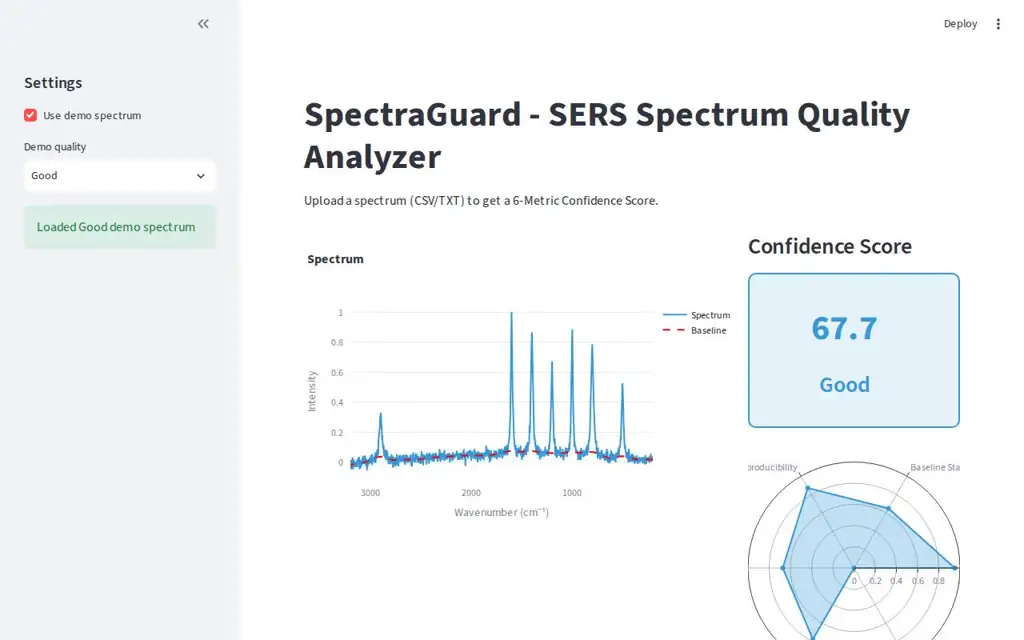 Deploy
Settings
Use demo spectrum
Demo quality
Good
Loaded Good demo spectrum
SpectraGuard - SERS Spectrum Quality
Analyzer
Upload a spectrum (CSV/TXT) to get a 6-Metric Confidence Score.
Spectrum
1
0.8
0.6
0.4
0.2
0
Intensity
3000 2000 1000
Wavenumber (cm⁻¹)
Spectrum
Baseline
Confidence Score
67.7
Good
producibility
Baseline Sta
0 0.2 0.4 0.6 0.8